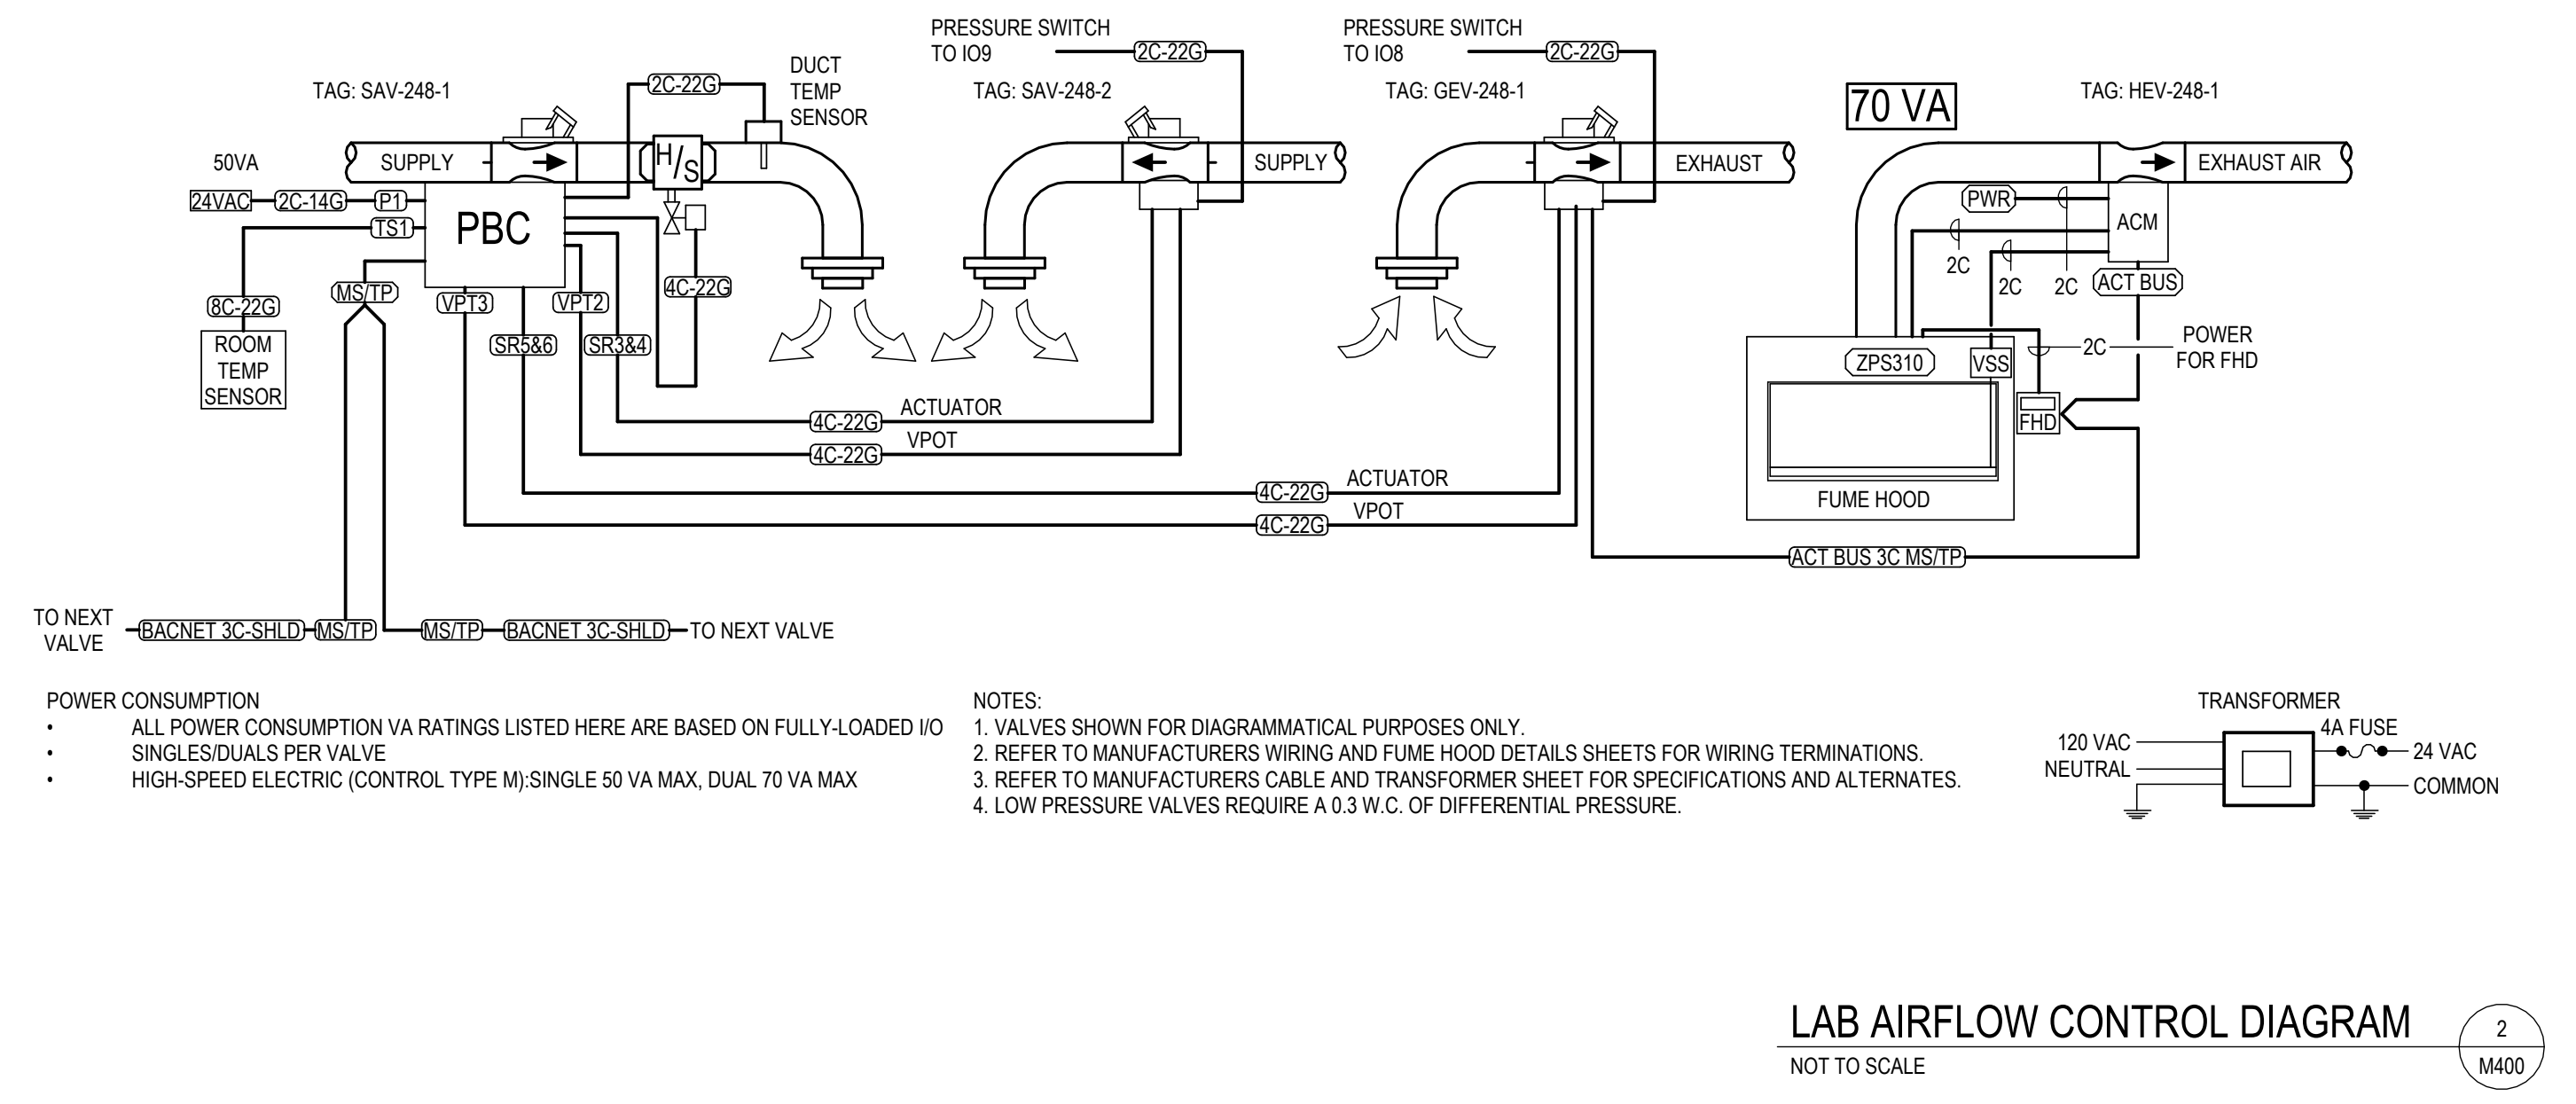 PRESSURE SWITCH
TO IO9
2C-22G
PRESSURE SWITCH
TO IO8
2C-22G
TAG: SAV-248-1
2C-22G
DUCT
TEMP
SENSOR
TAG: SAV-248-2
TAG: GEV-248-1
70 VA
TAG: HEV-248-1
50VA
SUPPLY
H/S
SUPPLY
EXHAUST
EXHAUST AIR
24VAC
2C-14G
P1
TS1
PBC
PWR
ACM
2C
2C
2C
ACT BUS
MS/TP
VPT3
VPT2
4C-22G
8C-22G
ROOM
TEMP
SENSOR
SR5&6
SR3&4
ZPS310
VSS
2C
POWER
FOR FHD
FHD
4C-22G
ACTUATOR
4C-22G
VPOT
4C-22G
ACTUATOR
4C-22G
VPOT
FUME HOOD
ACT BUS 3C MS/TP
TO NEXT
VALVE
BACNET 3C-SHLD
MS/TP
MS/TP
BACNET 3C-SHLD
TO NEXT VALVE
POWER CONSUMPTION
• ALL POWER CONSUMPTION VA RATINGS LISTED HERE ARE BASED ON FULLY-LOADED I/O
• SINGLES/DUALS PER VALVE
• HIGH-SPEED ELECTRIC (CONTROL TYPE M):SINGLE 50 VA MAX, DUAL 70 VA MAX
NOTES:
1. VALVES SHOWN FOR DIAGRAMMATICAL PURPOSES ONLY.
2. REFER TO MANUFACTURERS WIRING AND FUME HOOD DETAILS SHEETS FOR WIRING TERMINATIONS.
3. REFER TO MANUFACTURERS CABLE AND TRANSFORMER SHEET FOR SPECIFICATIONS AND ALTERNATES.
4. LOW PRESSURE VALVES REQUIRE A 0.3 W.C. OF DIFFERENTIAL PRESSURE.
TRANSFORMER
4A FUSE
120 VAC
NEUTRAL
24 VAC
COMMON
LAB AIRFLOW CONTROL DIAGRAM
NOT TO SCALE
2
M400